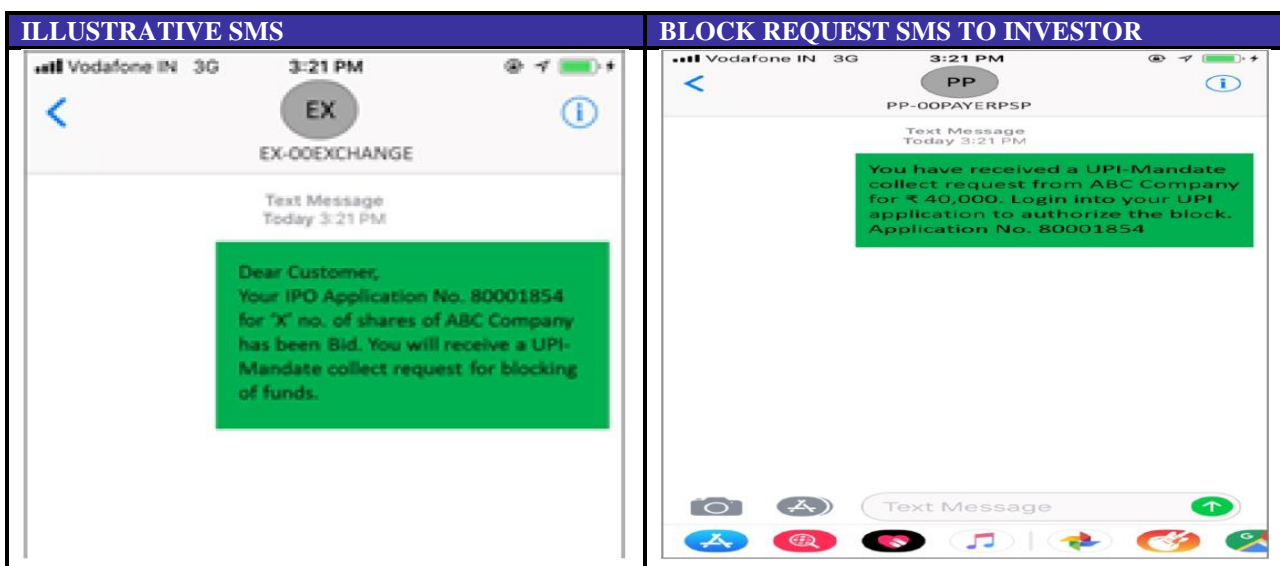 ILLUSTRATIVE SMS
Vodafone IN 3G 3:21 PM
EX
EX-OOEXCHANGE
Text Message
Today 3:21 PM
Dear Customer,
Your IPO Application No. 80001854
for 'X' no. of shares of ABC Company
has been Bid. You will receive a UPI-
Mandate collect request for blocking
of funds.
BLOCK REQUEST SMS TO INVESTOR
Vodafone IN 3G 3:21 PM
PP
PP-OOPAYERPSP
Text Message
Today 3:21 PM
You have received a UPI-Mandate
collect request from ABC Company
for ₹ 40,000. Login into your UPI
application to authorize the block.
Application No. 80001854
Text Message